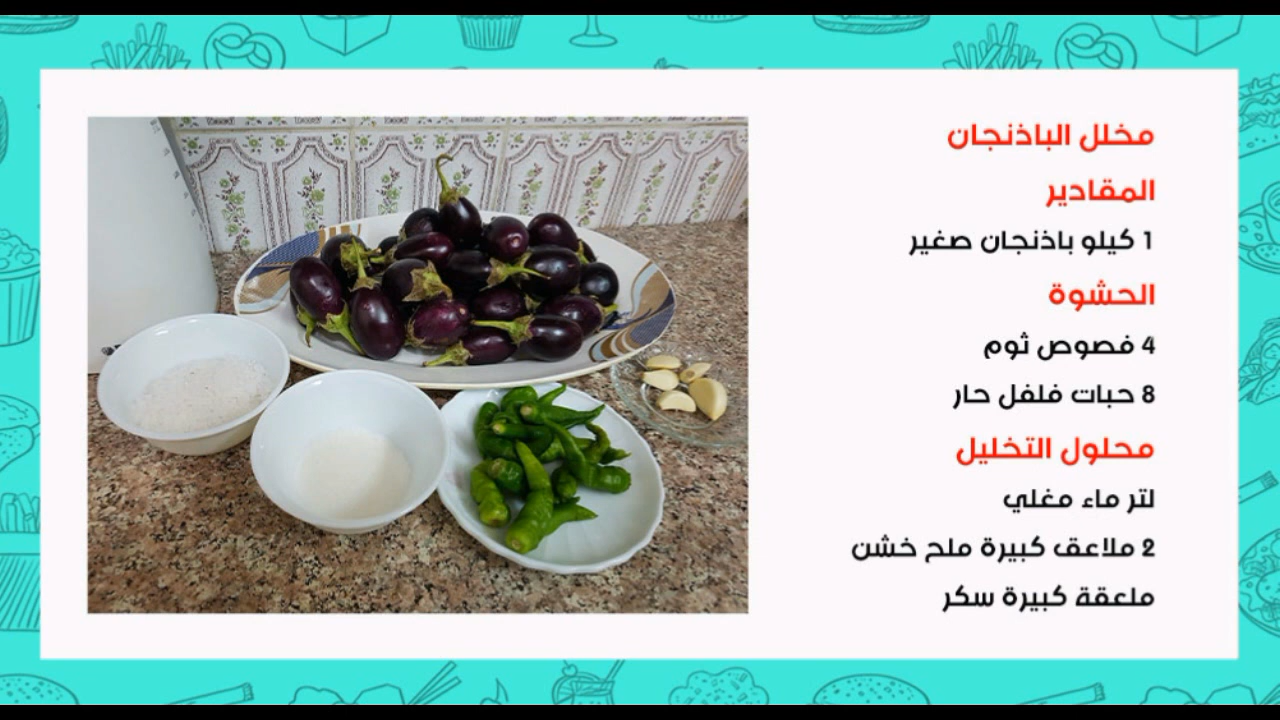 مخلل الباذنجان
المقادير
1 كيلو باذنجان صغير
الحشوة
4 فصوص ثوم
8 حبات فلفل حار
محلول التخليل
لتر ماء مغلي
2 ملاعق كبيرة ملح خشن
ملعقة كبيرة سكر